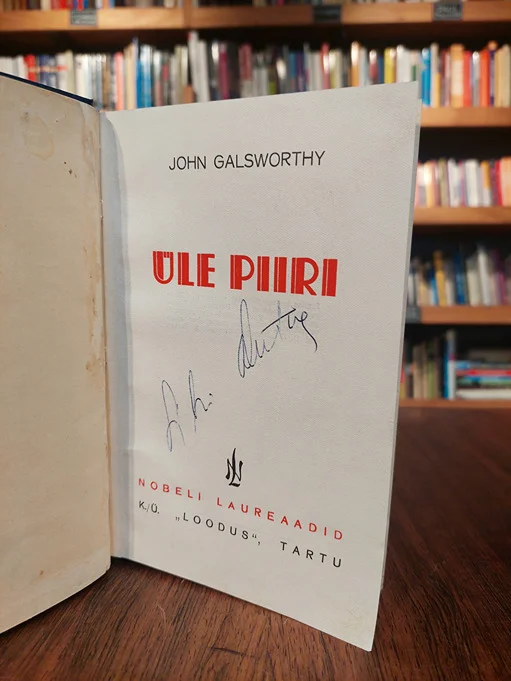 JOHN GALSWORTHY
ÜLE PIIRI
NOBELI LAUREAADID
K./Ü. „LOODUS“, TARTU